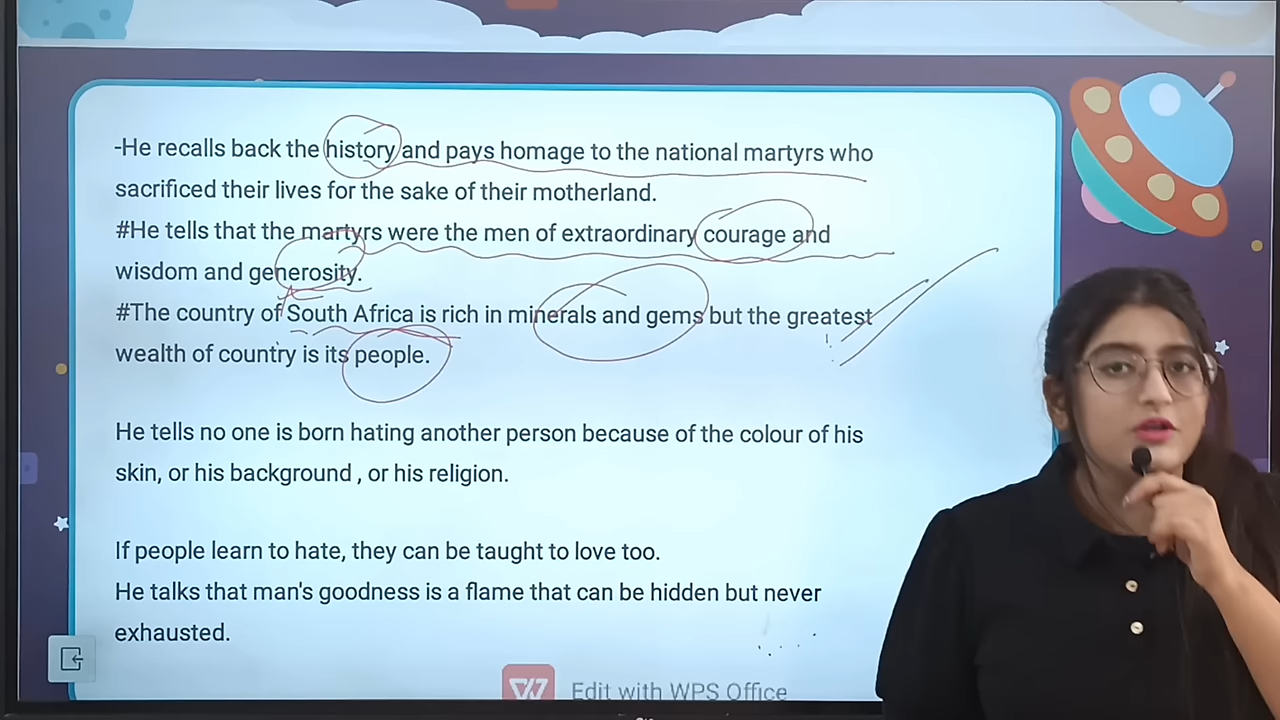 -He recalls back the history and pays homage to the national martyrs who
sacrificed their lives for the sake of their motherland.
#He tells that the martyrs were the men of extraordinary courage and
wisdom and generosity.
#The country of South Africa is rich in minerals and gems but the greatest
wealth of country is its people.
He tells no one is born hating another person because of the colour of his
skin, or his background , or his religion.
If people learn to hate, they can be taught to love too.
He talks that man's goodness is a flame that can be hidden but never
exhausted.
Edit with WPS Office